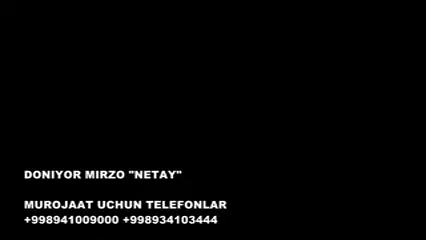 DONIYOR MIRZO "NETAY"
MUROJAAT UCHUN TELEFONLAR
+998941009000 +998934103444